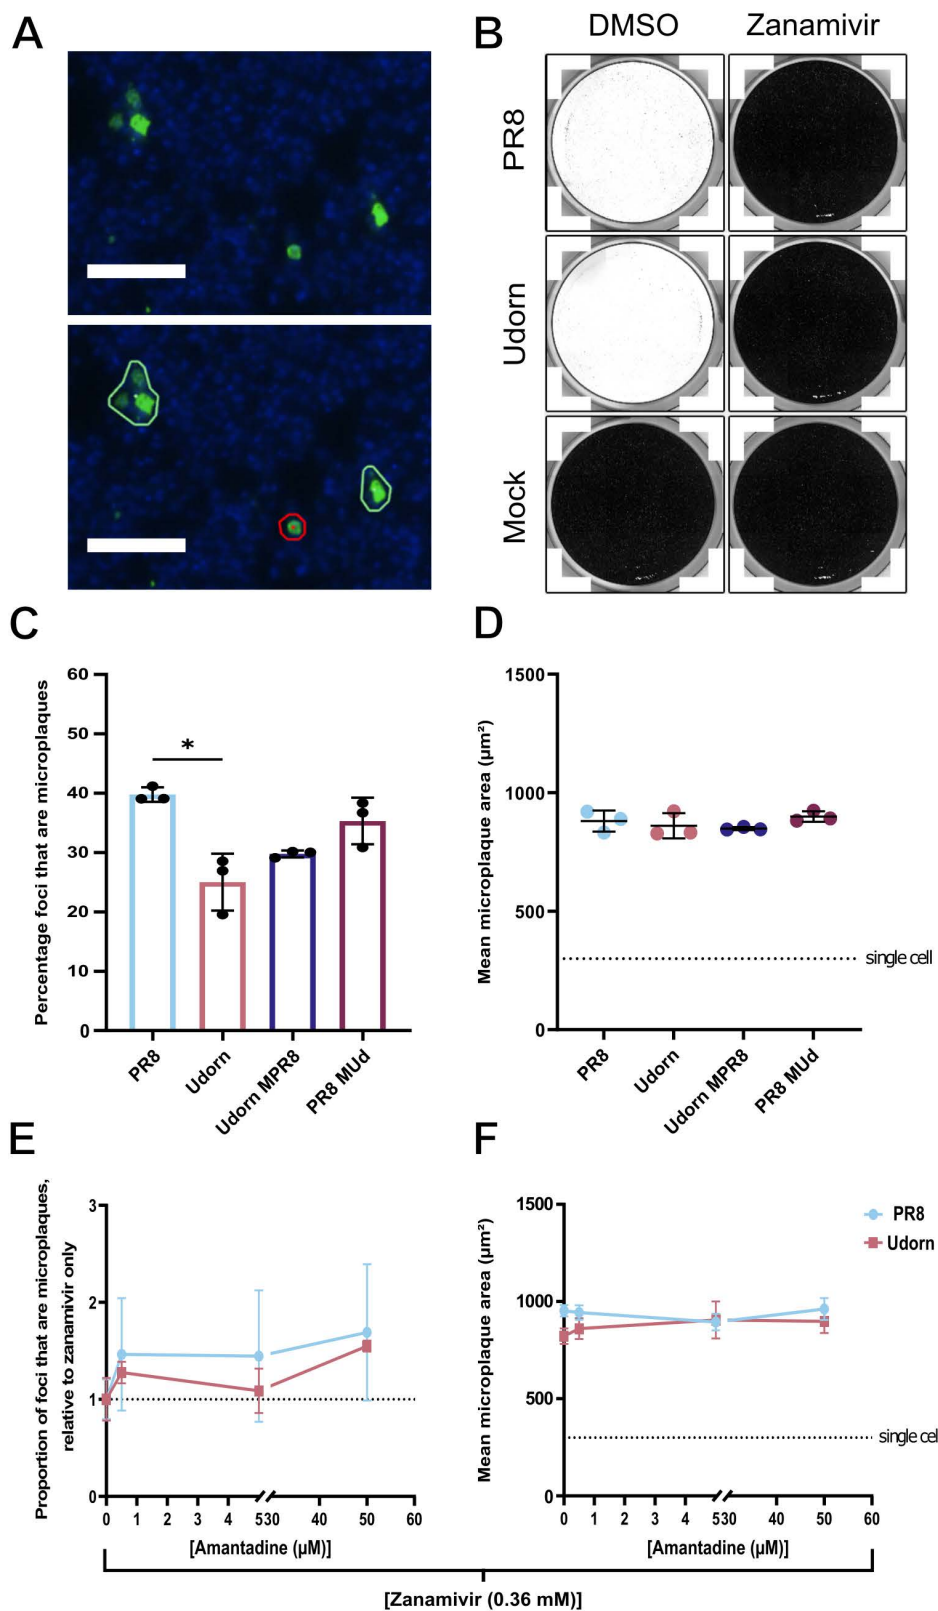 A
B
DMSO
Zanamivir
PR8
Udorn
Mock
C
Percentage foci that are microplaques
60
50
40
30
20
10
0
*
PR8
Udorn
Udorn MPR8
PR8 MUd
D
Mean microplaque area (µm²)
1500
1000
500
0
single cell
PR8
Udorn
Udorn MPR8
PR8 MUd
E
Proportion of foci that are microplaques,
relative to zanamivir only
3
2
1
0
0 1 2 3 4 5 30 40 50 60
[Amantadine (µM)]
F
Mean microplaque area (µm²)
1500
1000
500
0
PR8
Udorn
single cel
0 1 2 3 4 5 30 40 50 60
[Amantadine (µM)]
[Zanamivir (0.36 mM)]